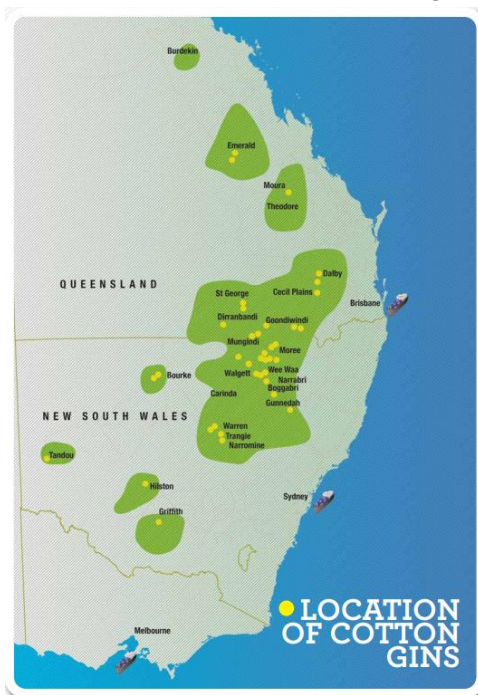 Burdekin
Emerald
Moura
Theodore
Dalby
QUEENSLAND
St George
Cecil Plains
Brisbane
Dirranbandi
Goondiwindi
Mungindi
Moree
Walgett
Wee Waa
Bourke
Narrabri
Boggabri
Carinda
Gunnedah
NEW SOUTH WALES
Warren
Trangie
Narromine
Tandou
Hilston
Sydney
Griffith
LOCATION
OF COTTON
GINS
Melbourne